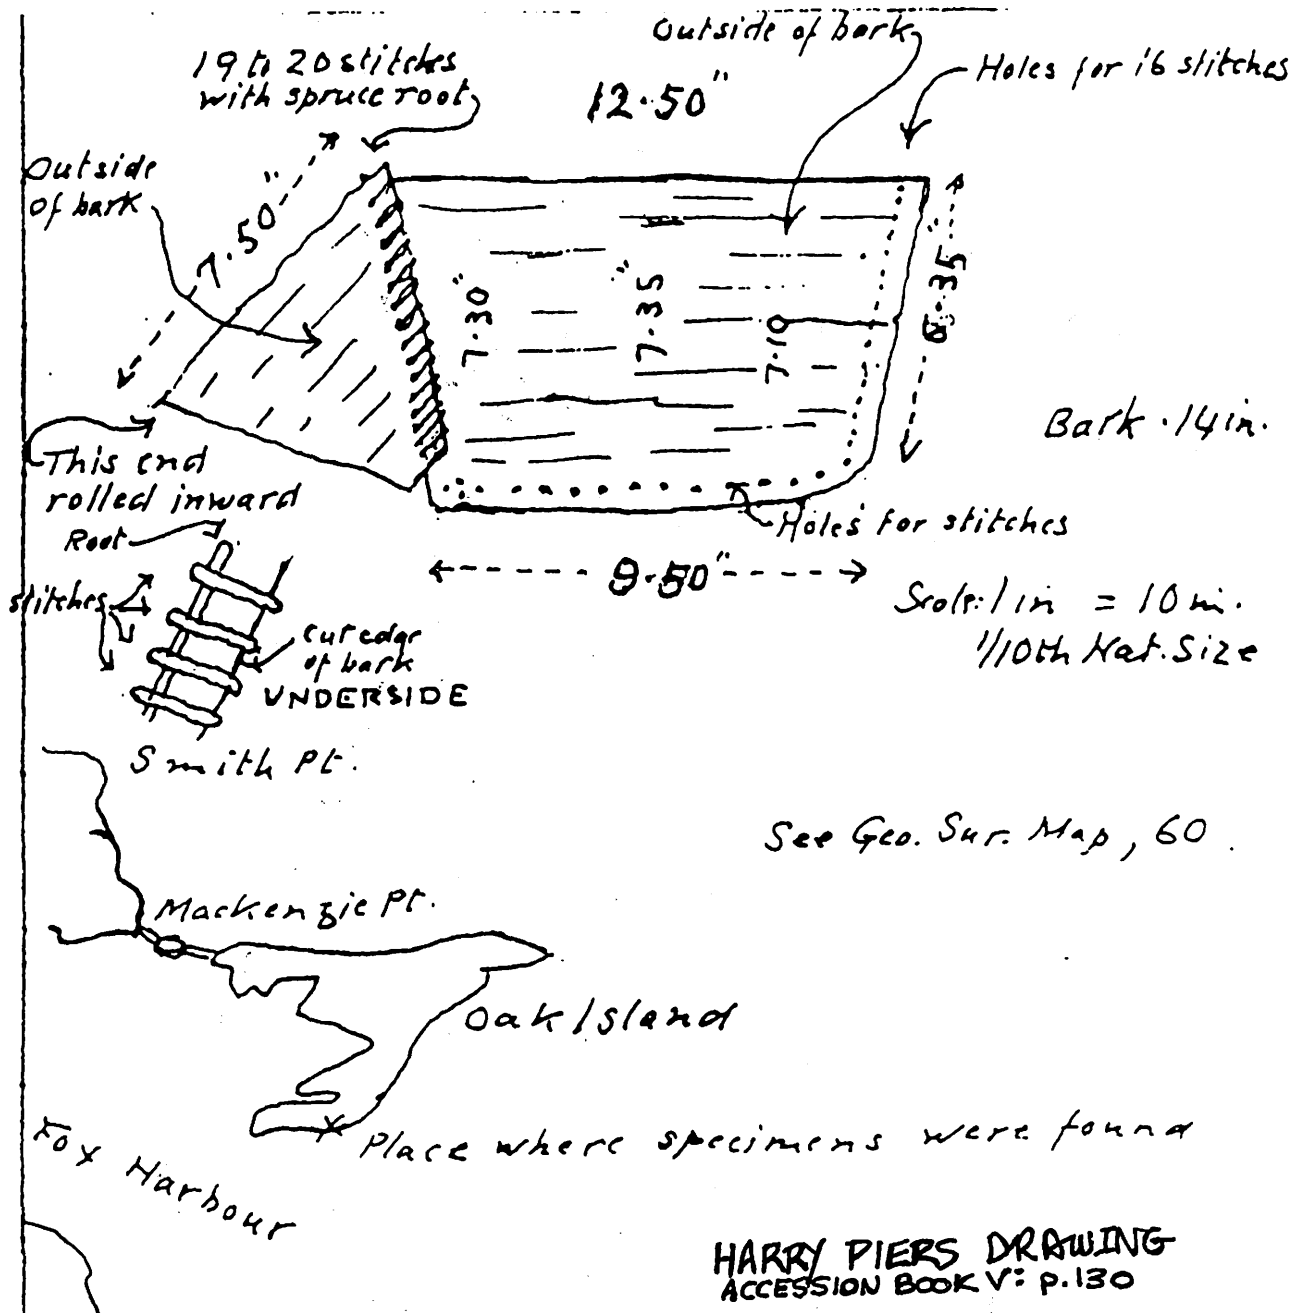 Outside of bark
19 to 20 stitches
with spruce root
12.50"
Holes for 16 stitches
Outside
of bark
7.50"
7.30"
7.35"
7.10
6.35"
Bark .14 in.
This end
rolled inward
Root
Holes for stitches
stitches
9.50"
Scale: 1 in = 10 in.
1/10th Nat. Size
cut edge
of bark
UNDERSIDE
Smith Pt.
See Geo. Sur. Map, 60.
Mackenzie Pt.
Oak Island
Place where specimens were found
Fox Harbour
HARRY PIERS DRAWING
ACCESSION BOOK V: p.130